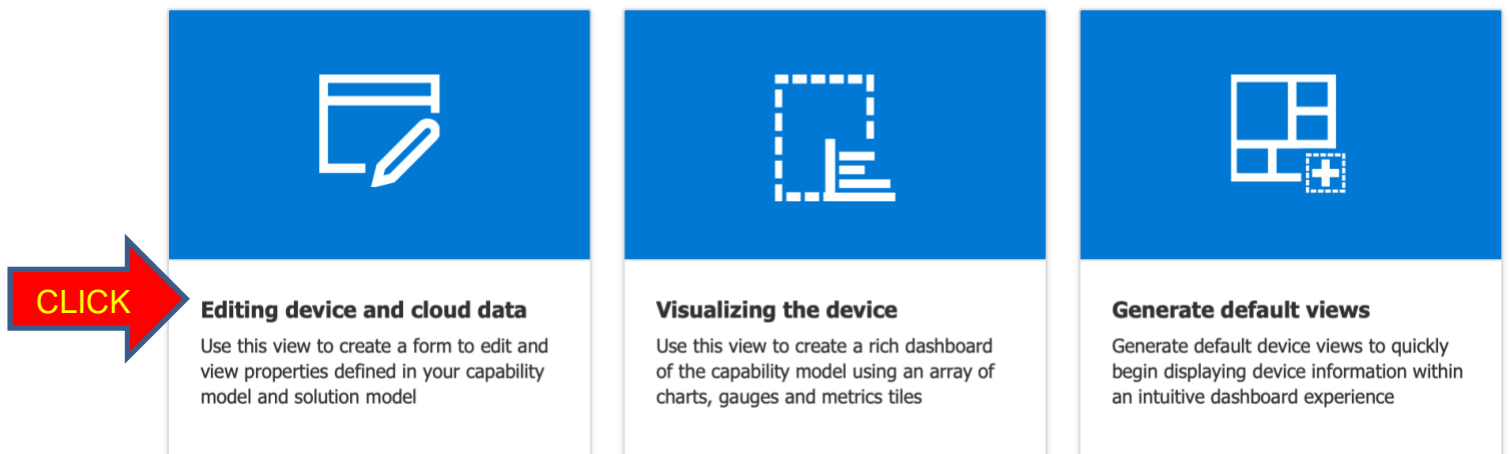 CLICK
Editing device and cloud data
Use this view to create a form to edit and
view properties defined in your capability
model and solution model
Visualizing the device
Use this view to create a rich dashboard
of the capability model using an array of
charts, gauges and metrics tiles
Generate default views
Generate default device views to quickly
begin displaying device information within
an intuitive dashboard experience